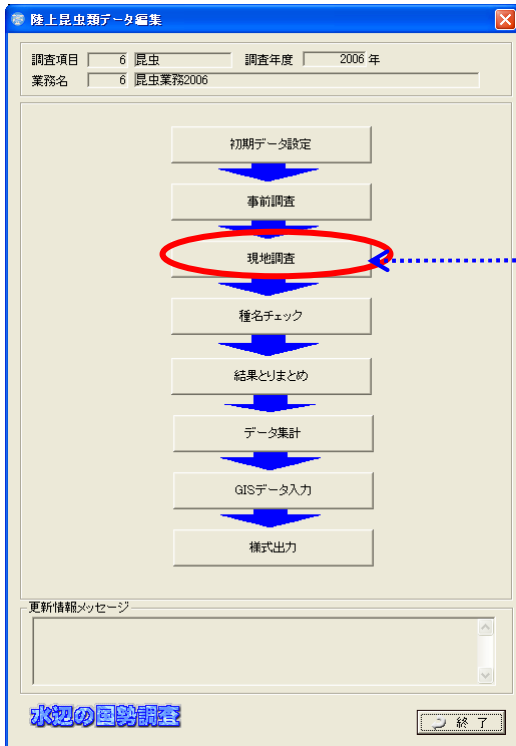 陸上昆虫類データ編集
調査項目 6 昆虫 調査年度 2006 年
業務名 6 昆虫業務2006
初期データ設定
事前調査
現地調査
種名チェック
結果とりまとめ
データ集計
GISデータ入力
様式出力
更新情報メッセージ
水辺の国勢調査
終 了